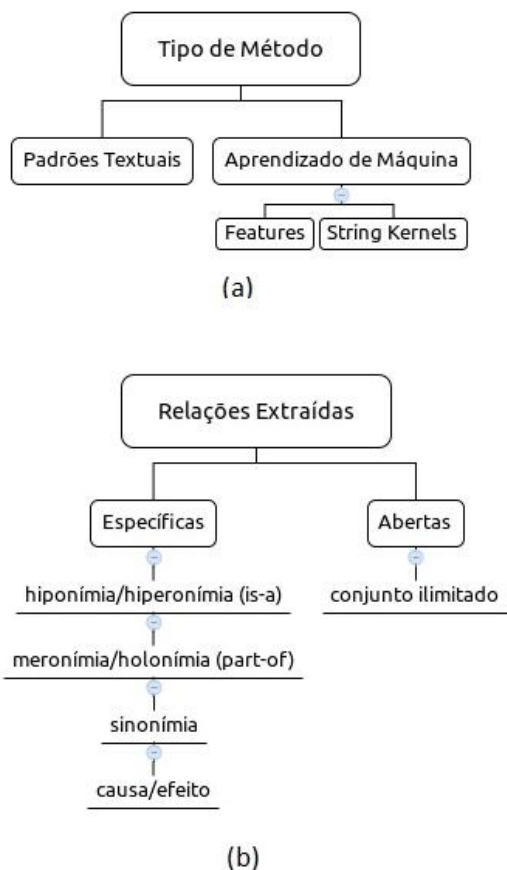 Tipo de Método
Padrões Textuais
Aprendizado de Máquina
Features
String Kernels
(a)
Relações Extraídas
Específicas
Abertas
hiponímia/hiperonímia (is-a)
conjunto ilimitado
meronímia/holonímia (part-of)
sinonímia
causa/efeito
(b)